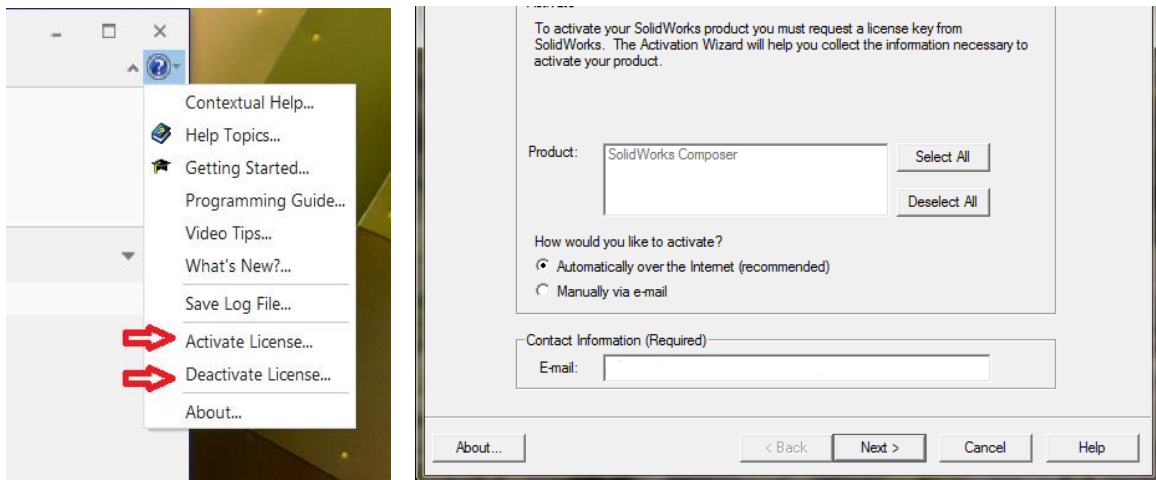 Contextual Help...
Help Topics...
Getting Started...
Programming Guide...
Video Tips...
What's New?...
Save Log File...
Activate License...
Deactivate License...
About...
To activate your SolidWorks product you must request a license key from
SolidWorks. The Activation Wizard will help you collect the information necessary to
activate your product.
Product:
SolidWorks Composer
Select All
Deselect All
How would you like to activate?
Automatically over the Internet (recommended)
Manually via e-mail
Contact Information (Required)
E-mail:
About...
< Back
Next >
Cancel
Help